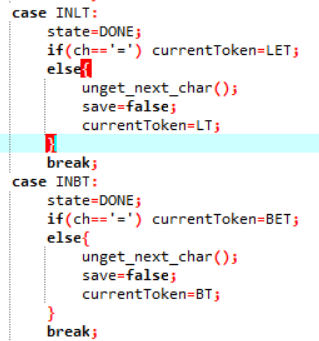 case INLT:
state=DONE;
if(ch=='=') currentToken=LET;
else{
unget_next_char();
save=false;
currentToken=LT;
}
break;
case INBT:
state=DONE;
if(ch=='=') currentToken=BET;
else{
unget_next_char();
save=false;
currentToken=BT;
}
break;